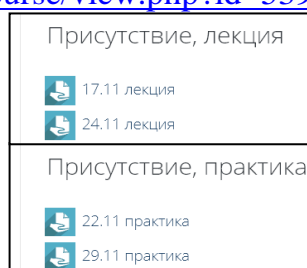 Присутствие, лекция
17.11 лекция
24.11 лекция
Присутствие, практика
22.11 практика
29.11 практика